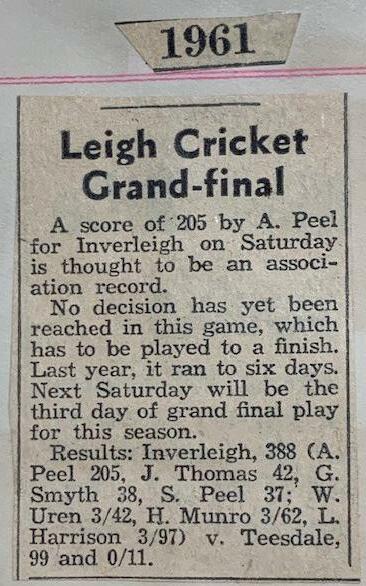 1961
Leigh Cricket
Grand-final
A score of 205 by A. Peel
for Inverleigh on Saturday
is thought to be an associ-
ation record.
No decision has yet been
reached in this game, which
has to be played to a finish.
Last year, it ran to six days.
Next Saturday will be the
third day of grand final play
for this season.
Results: Inverleigh, 388 (A.
Peel 205, J. Thomas 42, G.
Smyth 38, S. Peel 37; W.
Uren 3/42, H. Munro 3/62, L.
Harrison 3/97) v. Teesdale,
99 and 0/11.